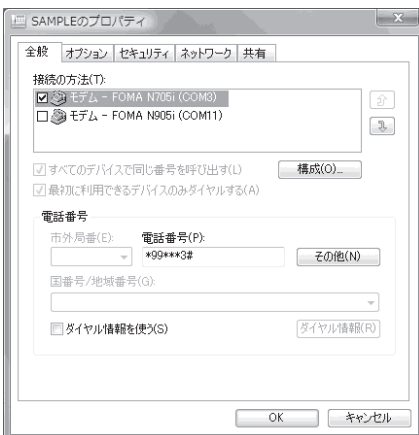 SAMPLEのプロパティ
全般 オプション セキュリティ ネットワーク 共有
接続の方法(T):
モデム - FOMA N705i (COM3)
モデム - FOMA N905i (COM11)
すべてのデバイスで同じ番号を呼び出す(L) 構成(O)...
最初に利用できるデバイスのみダイヤルする(A)
電話番号
市外局番(E): 電話番号(P):
*99***3# その他(N)
国番号/地域番号(G):
ダイヤル情報を使う(S) ダイヤル情報(R)
OK キャンセル